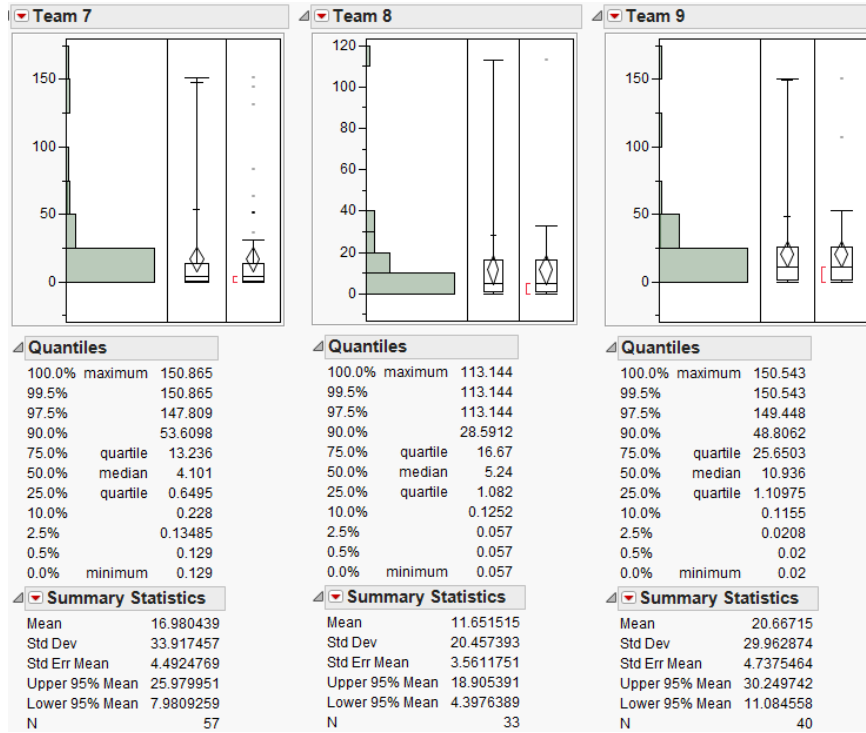 Team 7
150
100
50
0
Quantiles
100.0% maximum 150.865
99.5% 150.865
97.5% 147.809
90.0% 53.6098
75.0% quartile 13.236
50.0% median 4.101
25.0% quartile 0.6495
10.0% 0.228
2.5% 0.13485
0.5% 0.129
0.0% minimum 0.129
Summary Statistics
Mean 16.980439
Std Dev 33.917457
Std Err Mean 4.4924769
Upper 95% Mean 25.979951
Lower 95% Mean 7.9809259
N 57
Team 8
120
100
80
60
40
20
0
Quantiles
100.0% maximum 113.144
99.5% 113.144
97.5% 113.144
90.0% 28.5912
75.0% quartile 16.67
50.0% median 5.24
25.0% quartile 1.082
10.0% 0.1252
2.5% 0.057
0.5% 0.057
0.0% minimum 0.057
Summary Statistics
Mean 11.651515
Std Dev 20.457393
Std Err Mean 3.5611751
Upper 95% Mean 18.905391
Lower 95% Mean 4.3976389
N 33
Team 9
150
100
50
0
Quantiles
100.0% maximum 150.543
99.5% 150.543
97.5% 149.448
90.0% 48.8062
75.0% quartile 25.6503
50.0% median 10.936
25.0% quartile 1.10975
10.0% 0.1155
2.5% 0.0208
0.5% 0.02
0.0% minimum 0.02
Summary Statistics
Mean 20.66715
Std Dev 29.962874
Std Err Mean 4.7375464
Upper 95% Mean 30.249742
Lower 95% Mean 11.084558
N 40